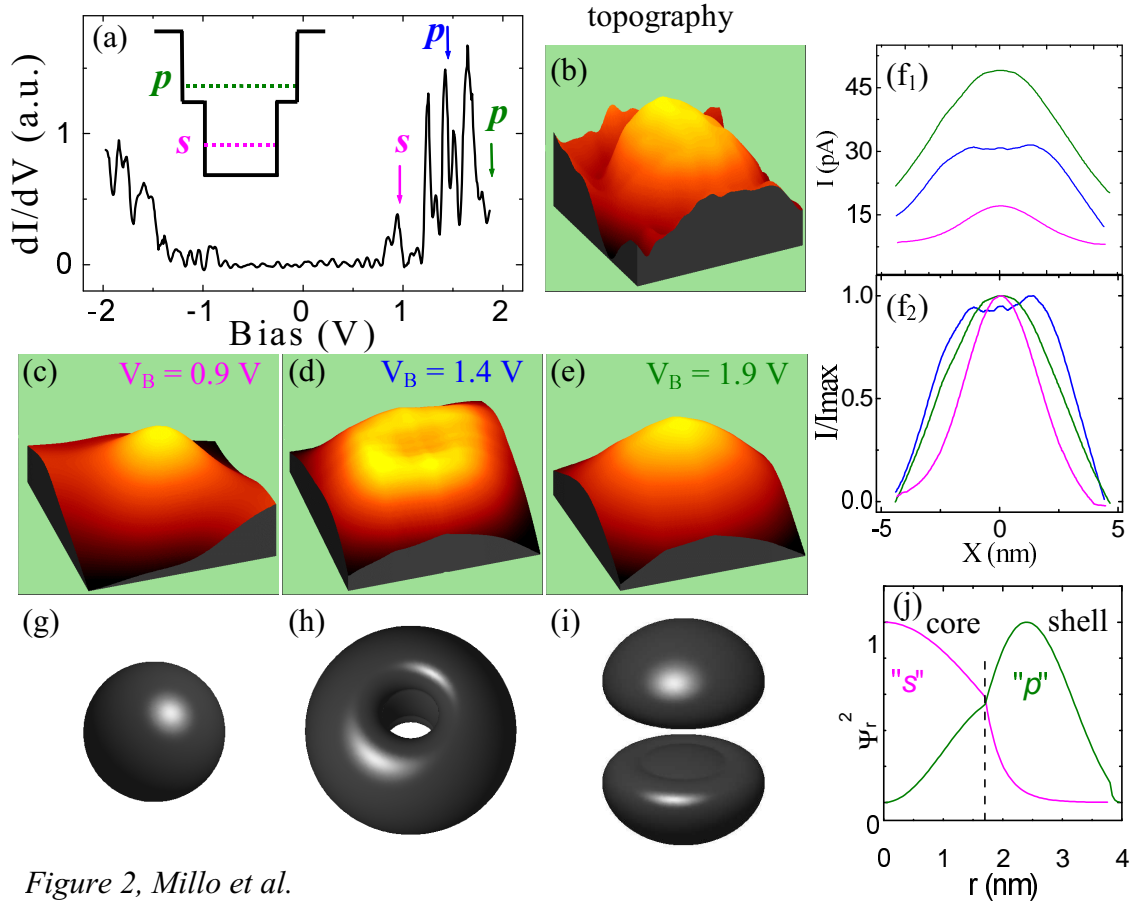 topography
(a)
p
s
p
s
p
dI/dV (a.u.)
1
0
-2 -1 0 1 2
Bias (V)
(b)
(f1)
45
30
15
I (pA)
(c) VB = 0.9 V
(d) VB = 1.4 V
(e) VB = 1.9 V
(f2)
1.0
0.5
0.0
I/Imax
-5 0 5
X (nm)
(g)
(h)
(i)
(j)
core shell
"s" "p"
1
0
Ψr2
0 1 2 3 4
r (nm)
Figure 2, Millo et al.